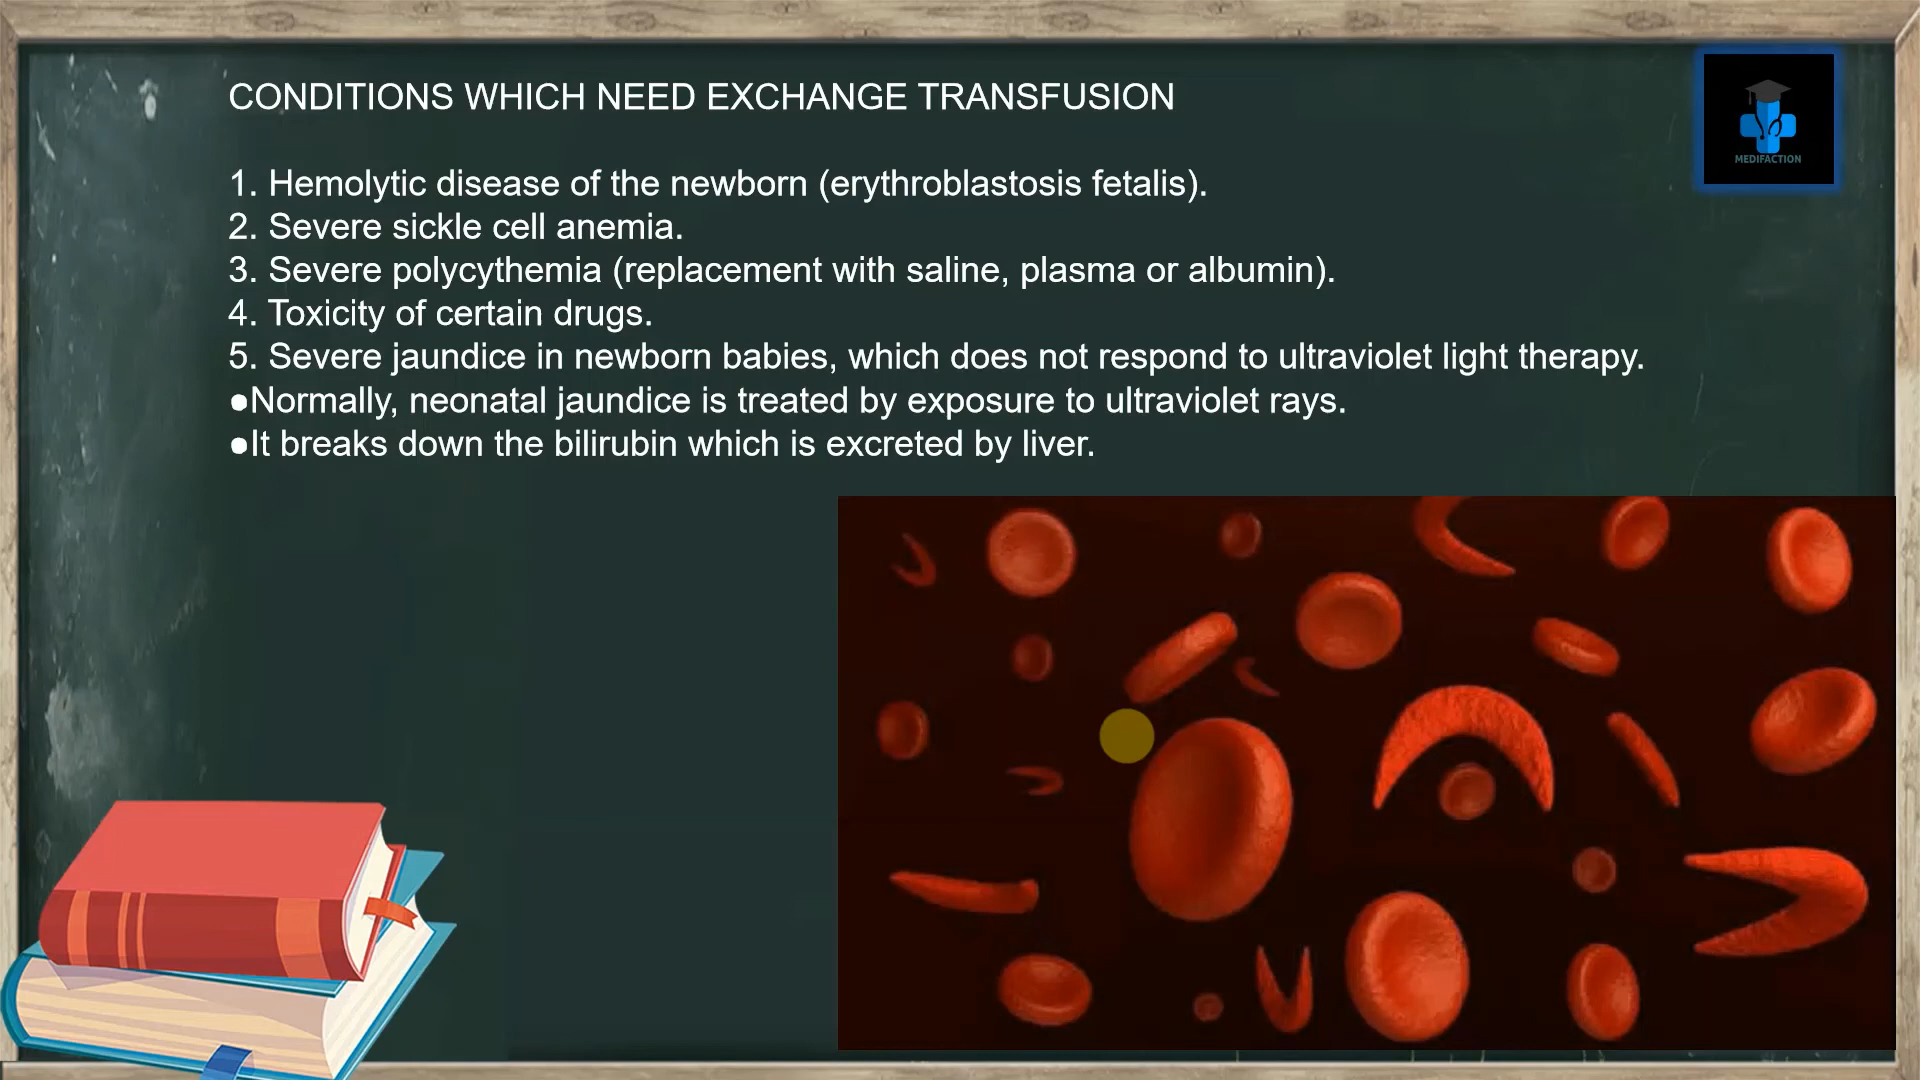 CONDITIONS WHICH NEED EXCHANGE TRANSFUSION
MEDIFACTION
1. Hemolytic disease of the newborn (erythroblastosis fetalis).
2. Severe sickle cell anemia.
3. Severe polycythemia (replacement with saline, plasma or albumin).
4. Toxicity of certain drugs.
5. Severe jaundice in newborn babies, which does not respond to ultraviolet light therapy.
●Normally, neonatal jaundice is treated by exposure to ultraviolet rays.
●It breaks down the bilirubin which is excreted by liver.